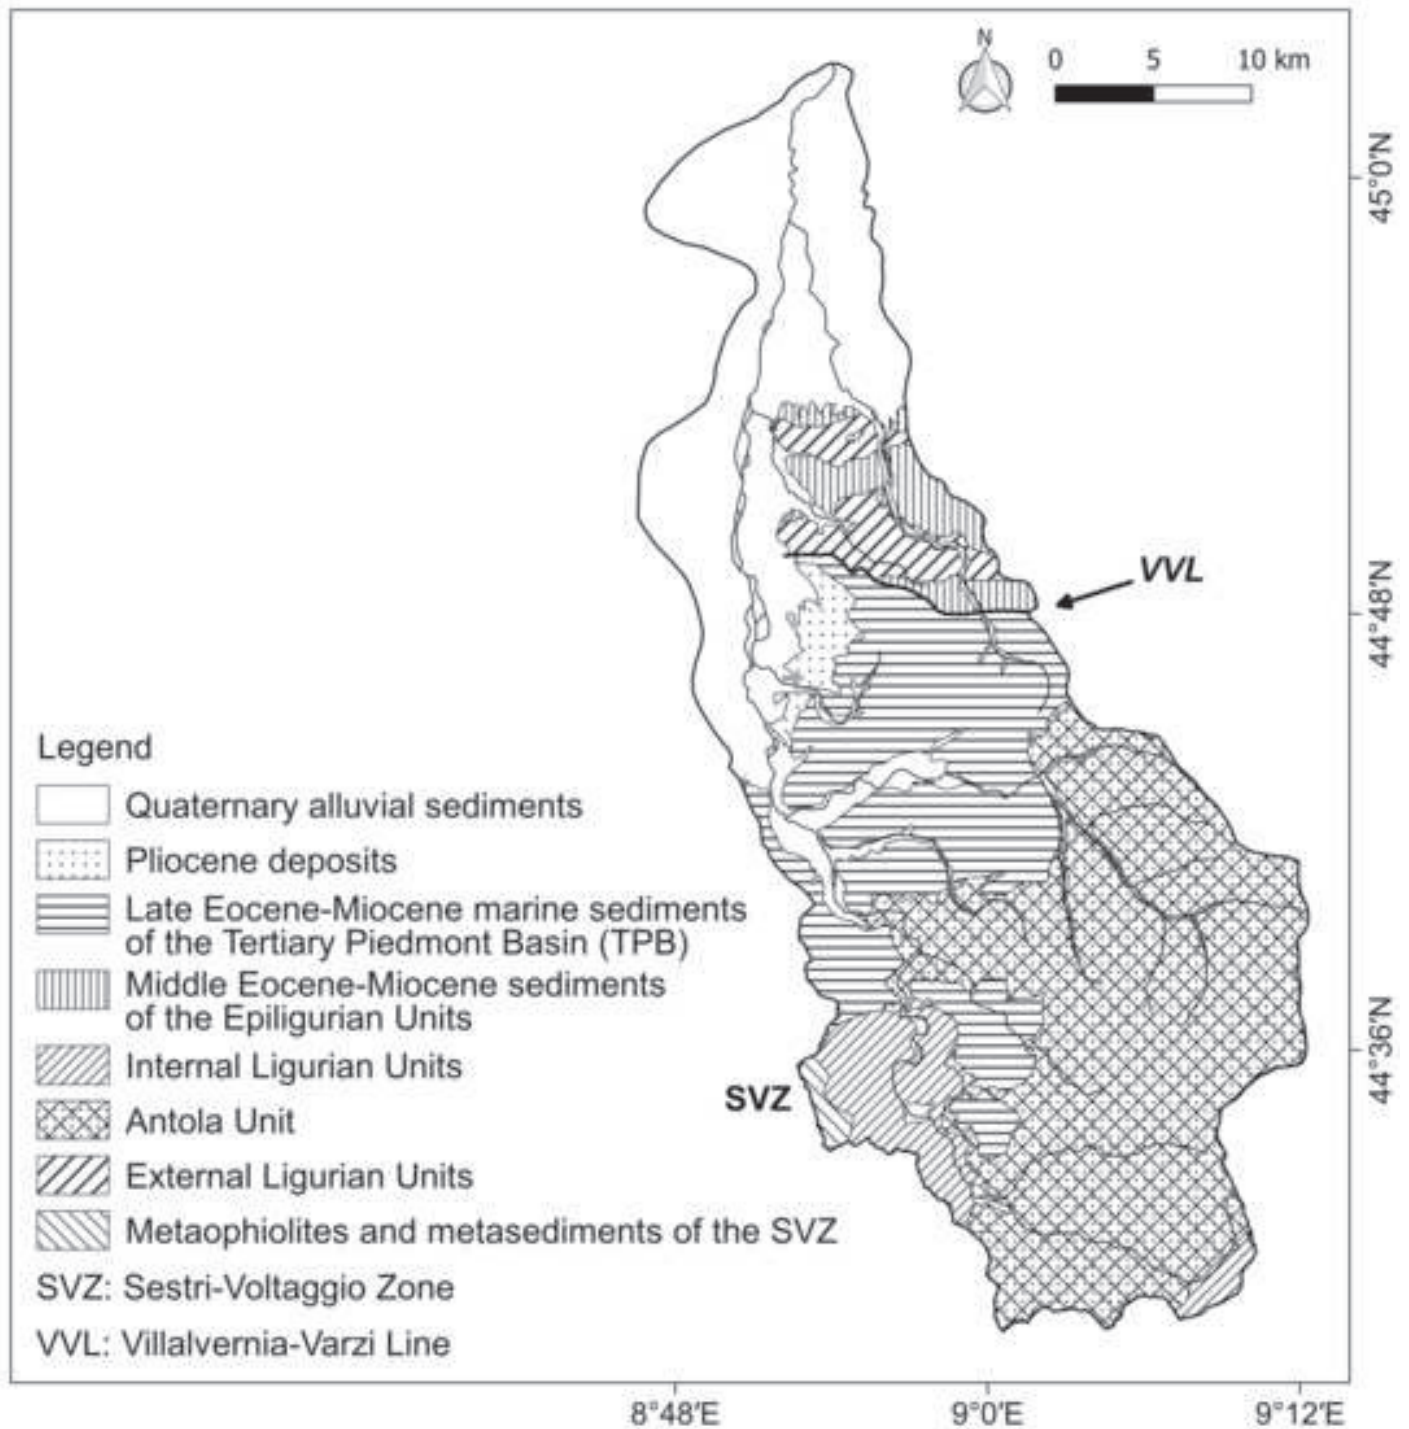 N
0 5 10 km
45°0'N
VVL
44°48'N
Legend
Quaternary alluvial sediments
Pliocene deposits
Late Eocene-Miocene marine sediments
of the Tertiary Piedmont Basin (TPB)
Middle Eocene-Miocene sediments
of the Epiligurian Units
Internal Ligurian Units
Antola Unit
External Ligurian Units
Metaophiolites and metasediments of the SVZ
SVZ: Sestri-Voltaggio Zone
VVL: Villalvernia-Varzi Line
SVZ
44°36'N
8°48'E 9°0'E 9°12'E